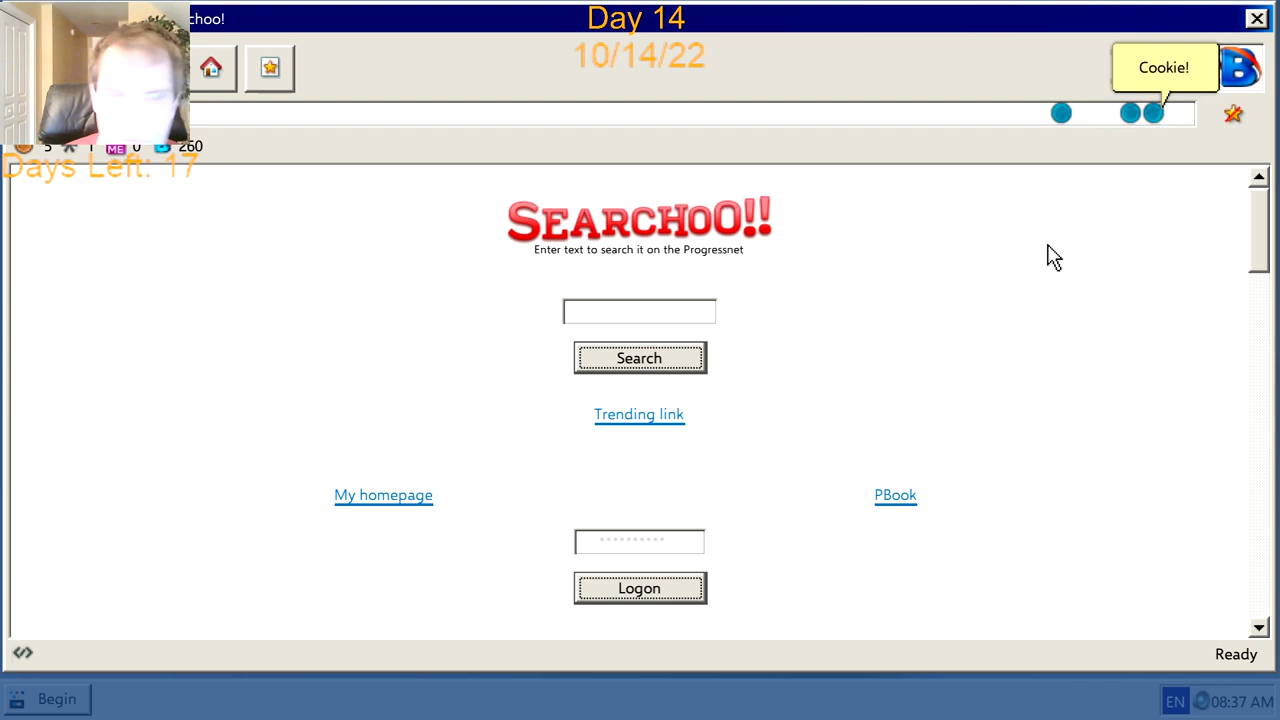 choo!
Day 14
10/14/22
Cookie!
5 1 ME 0 260
Days Left: 17
SEARCHOO!!
Enter text to search it on the Progressnet
Search
Trending link
My homepage
PBook
**********
Logon
Ready
Begin
EN 08:37 AM